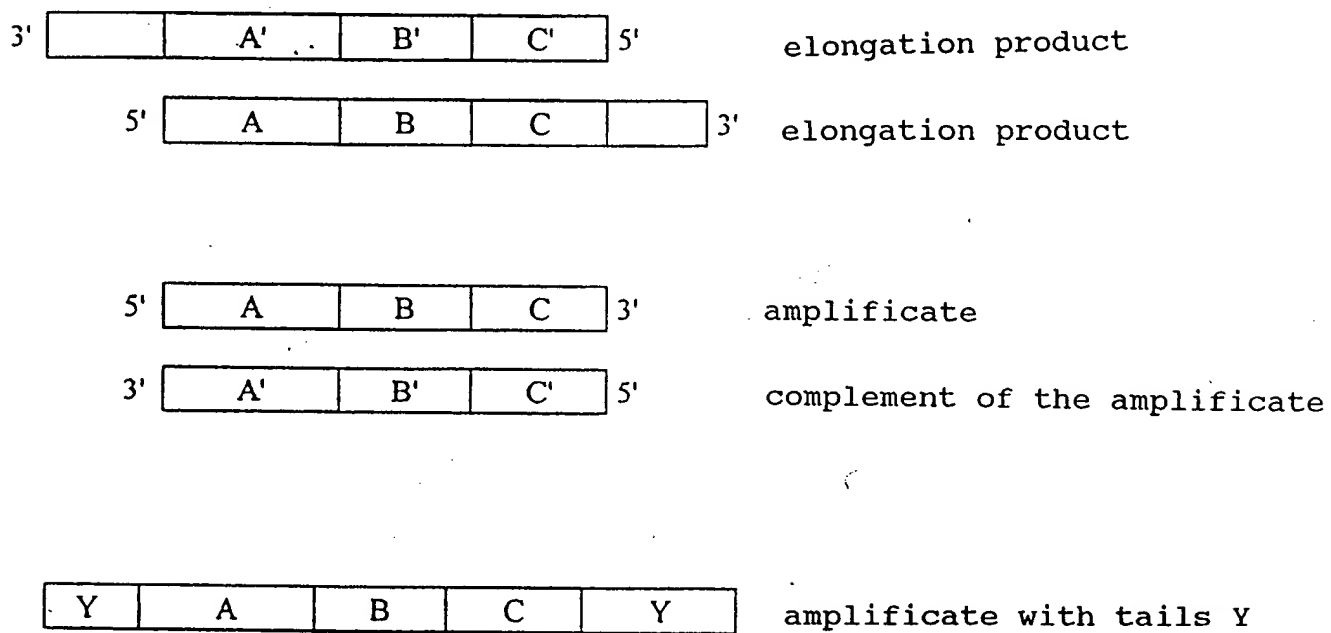 3' A' B' C' 5' elongation product
5' A B C 3' elongation product
5' A B C 3' amplificate
3' A' B' C' 5' complement of the amplificate
Y A B C Y amplificate with tails Y